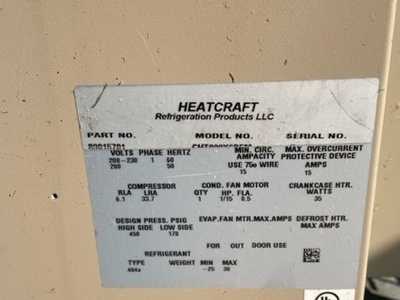 HEATCRAFT
Refrigeration Products LLC
PART NO. MODEL NO. SERIAL NO.
VOLTS PHASE HERTZ MIN. CIRC. AMPACITY MAX. OVERCURRENT PROTECTIVE DEVICE
208-230 1 60 USE 75° WIRE AMPS
200 50 15 15
COMPRESSOR COND. FAN MOTOR CRANKCASE HTR.
RLA LRA QTY. HP. FLA. WATTS
6.1 33.7 1 1/15 0.5 35
DESIGN PRESS. PSIG EVAP. FAN MTR. MAX. AMPS DEFROST HTR.
HIGH SIDE LOW SIDE MAX. AMPS
450 170
FOR OUT DOOR USE
REFRIGERANT
TYPE WEIGHT MIN MAX
404a -25 30